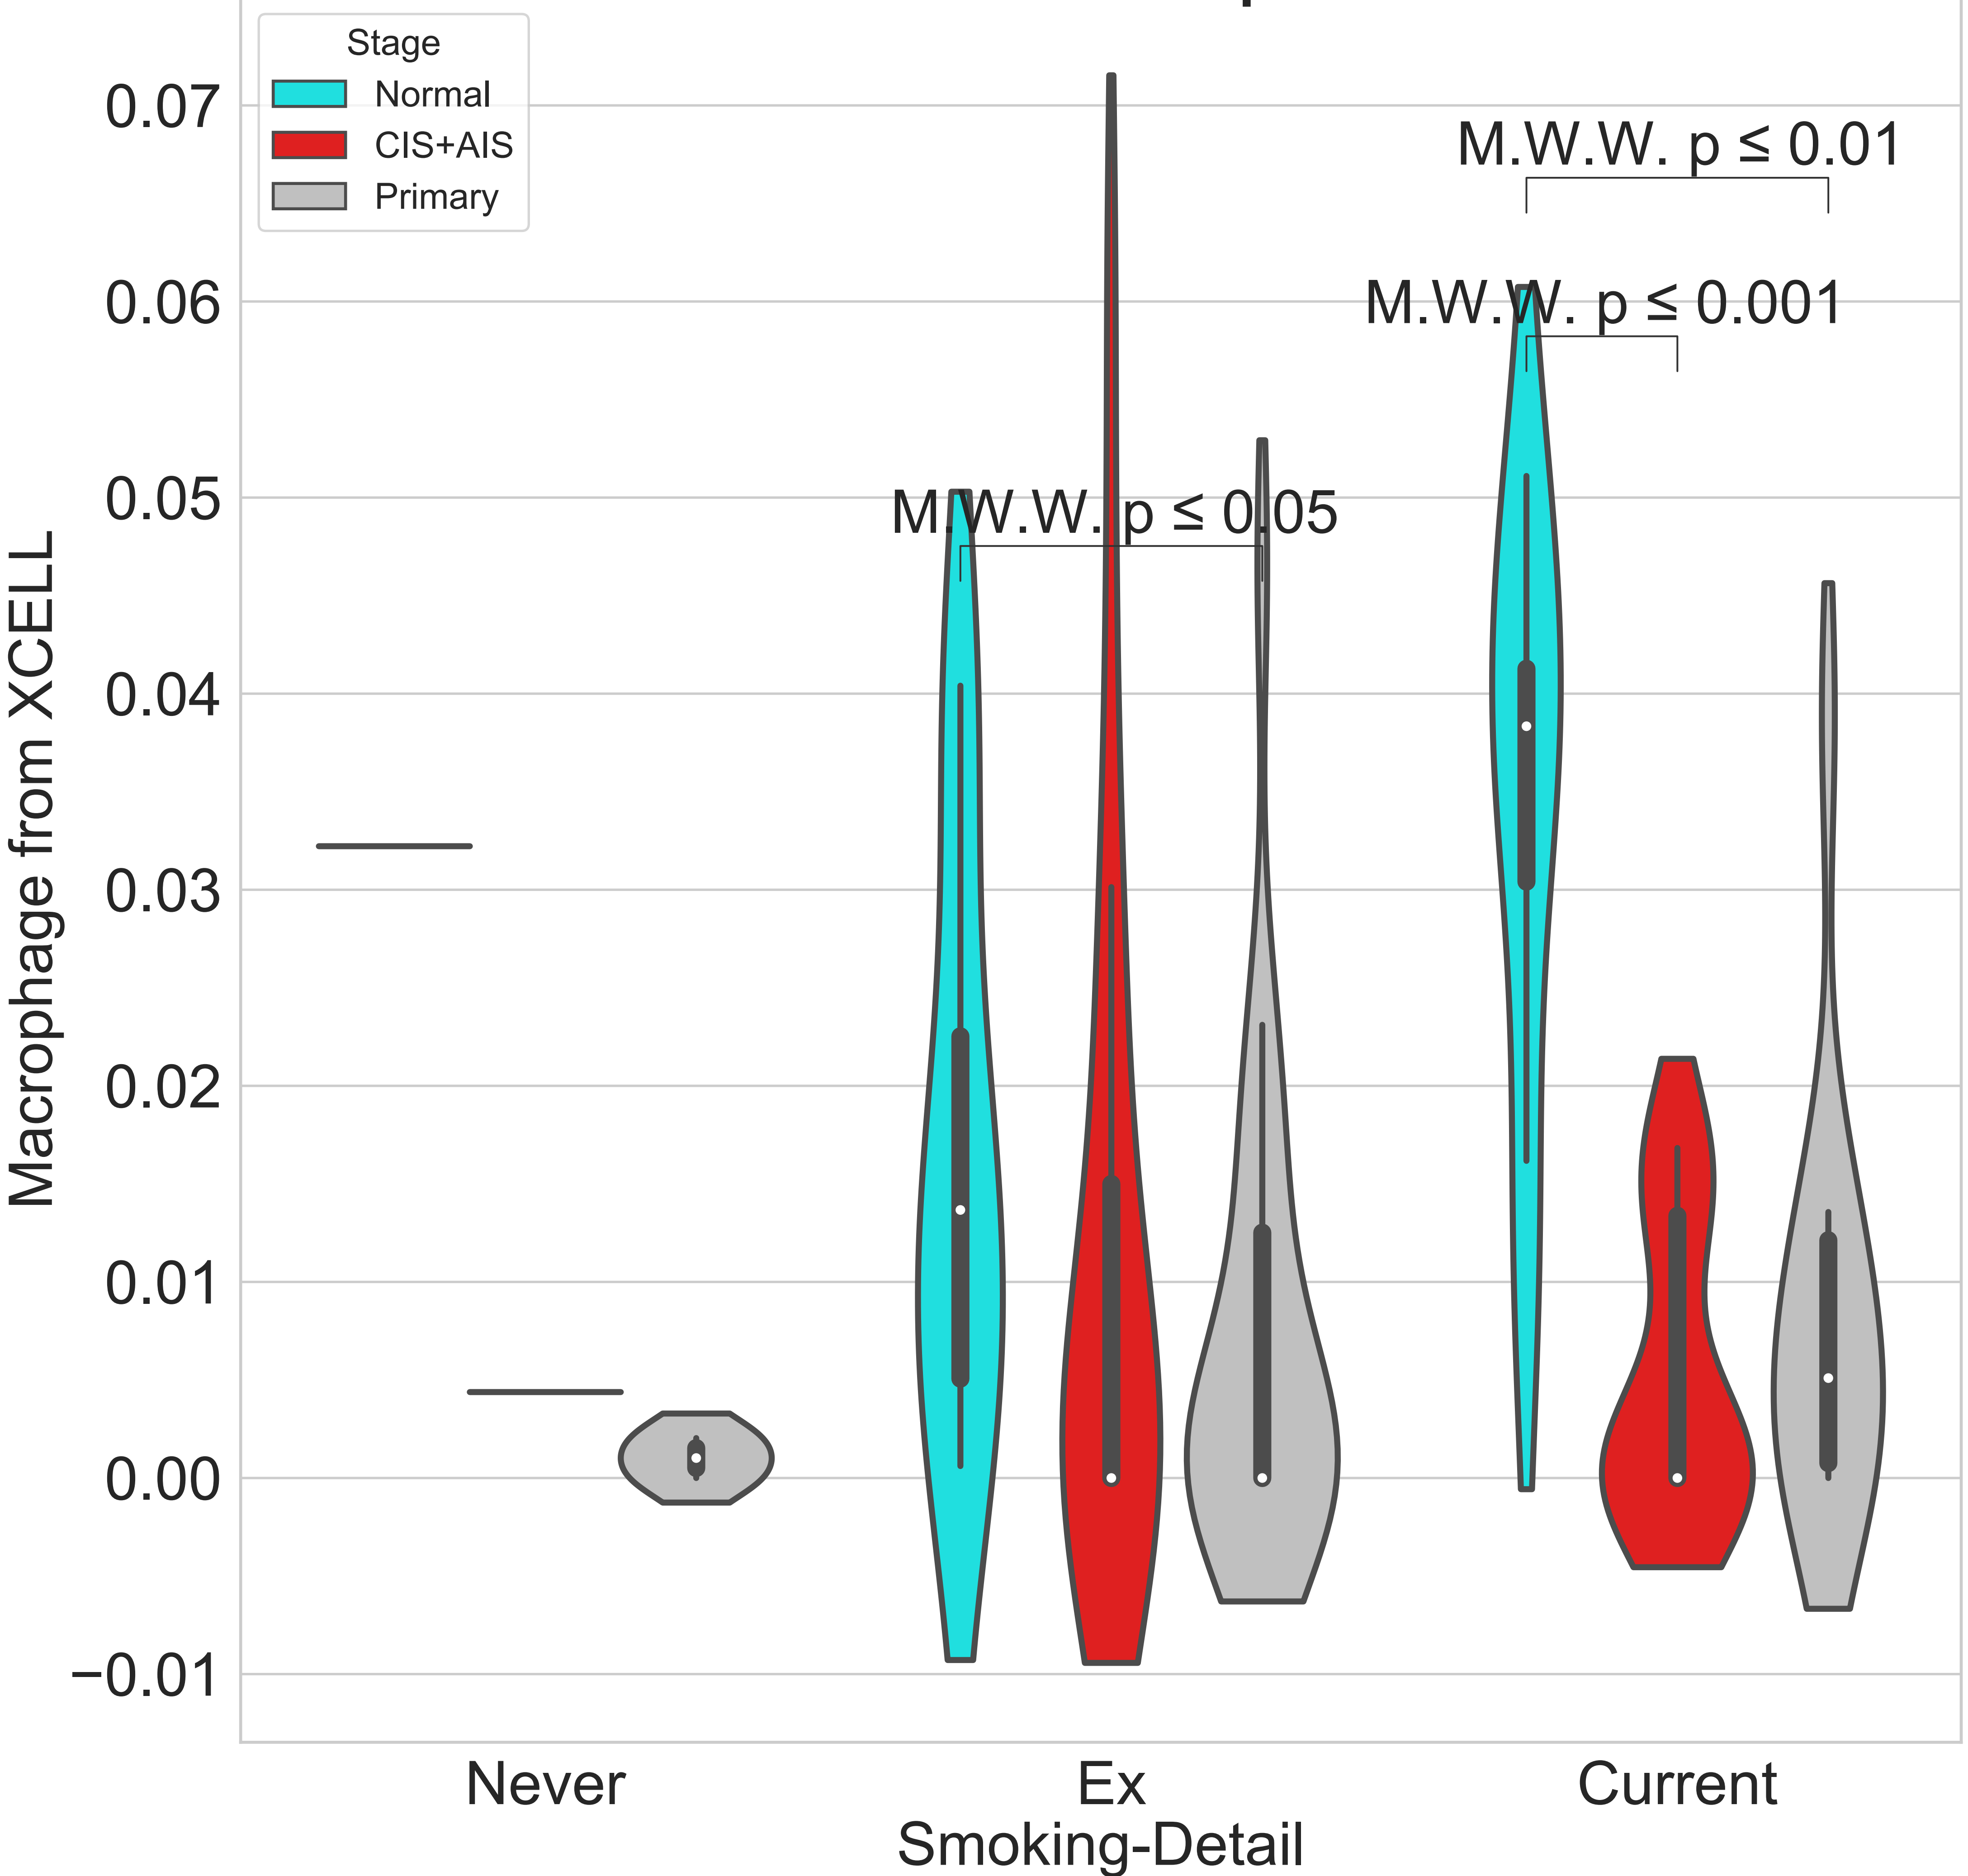 Stage
Normal
CIS+AIS
Primary
Macrophage from XCELL
0.07
0.06
0.05
0.04
0.03
0.02
0.01
0.00
−0.01
M.W.W. p ≤ 0.01
M.W.W. p ≤ 0.001
M.W.W. p ≤ 0.05
Never
Ex
Current
Smoking-Detail